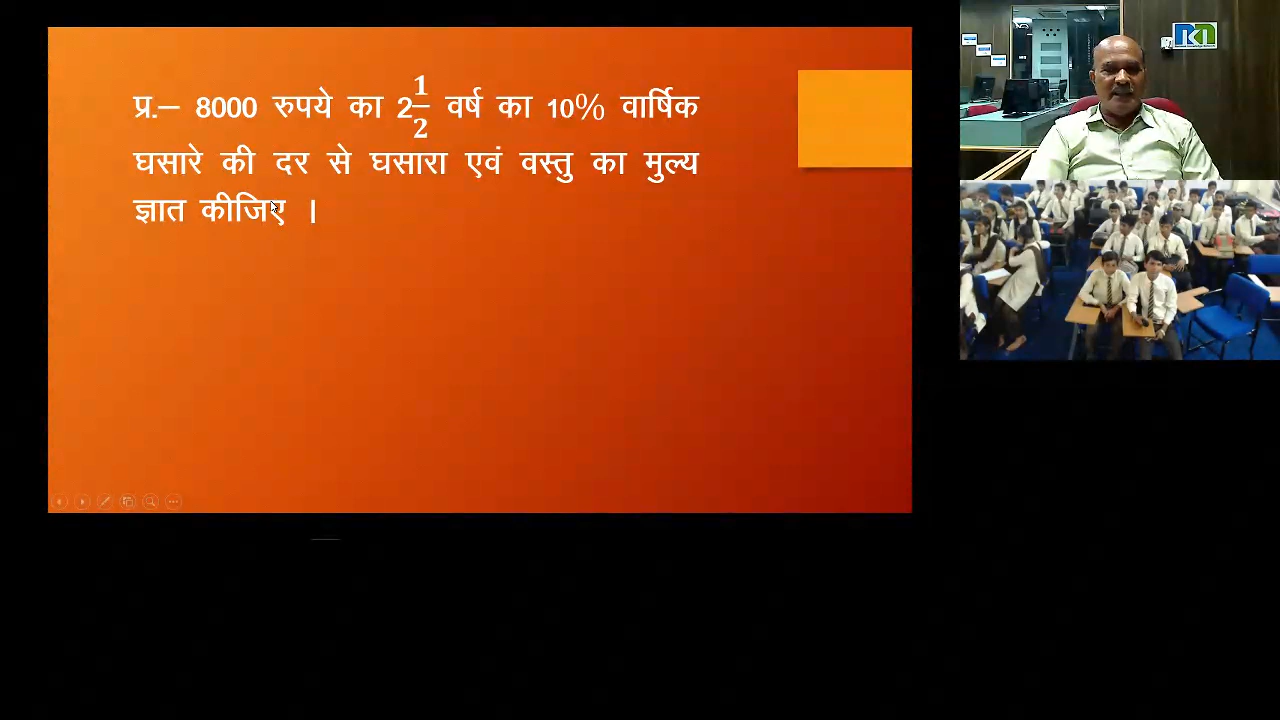 प्र.– 8000 रुपये का 2 1/2 वर्ष का 10% वार्षिक
घसारे की दर से घसारा एवं वस्तु का मुल्य
ज्ञात कीजिए ।